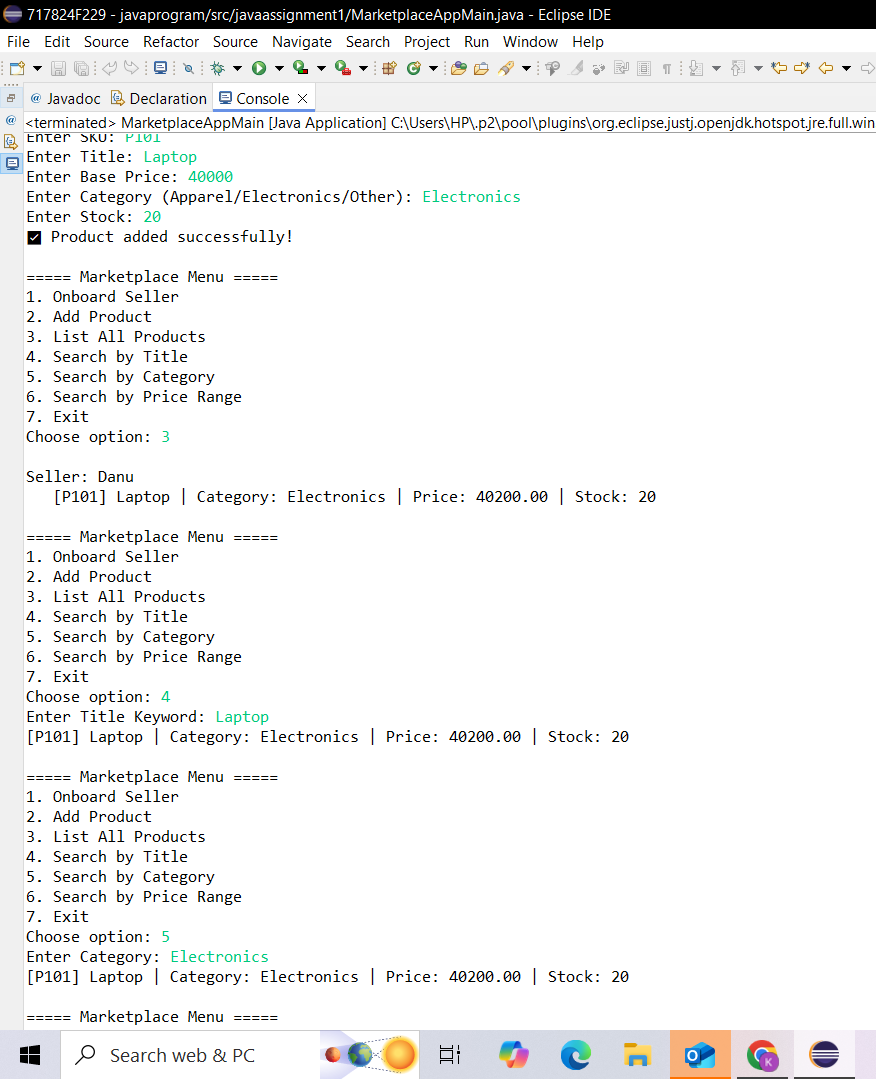 717824F229 - javaprogram/src/javaassignment1/MarketplaceAppMain.java - Eclipse IDE
File Edit Source Refactor Source Navigate Search Project Run Window Help
@ Javadoc Declaration Console
<terminated> MarketplaceAppMain [Java Application] C:\Users\HP\.p2\pool\plugins\org.eclipse.justj.openjdk.hotspot.jre.full.win
Enter SKU: P101
Enter Title: Laptop
Enter Base Price: 40000
Enter Category (Apparel/Electronics/Other): Electronics
Enter Stock: 20
Product added successfully!
===== Marketplace Menu =====
1. Onboard Seller
2. Add Product
3. List All Products
4. Search by Title
5. Search by Category
6. Search by Price Range
7. Exit
Choose option: 3
Seller: Danu
[P101] Laptop | Category: Electronics | Price: 40200.00 | Stock: 20
===== Marketplace Menu =====
1. Onboard Seller
2. Add Product
3. List All Products
4. Search by Title
5. Search by Category
6. Search by Price Range
7. Exit
Choose option: 4
Enter Title Keyword: Laptop
[P101] Laptop | Category: Electronics | Price: 40200.00 | Stock: 20
===== Marketplace Menu =====
1. Onboard Seller
2. Add Product
3. List All Products
4. Search by Title
5. Search by Category
6. Search by Price Range
7. Exit
Choose option: 5
Enter Category: Electronics
[P101] Laptop | Category: Electronics | Price: 40200.00 | Stock: 20
===== Marketplace Menu =====
Search web & PC
K